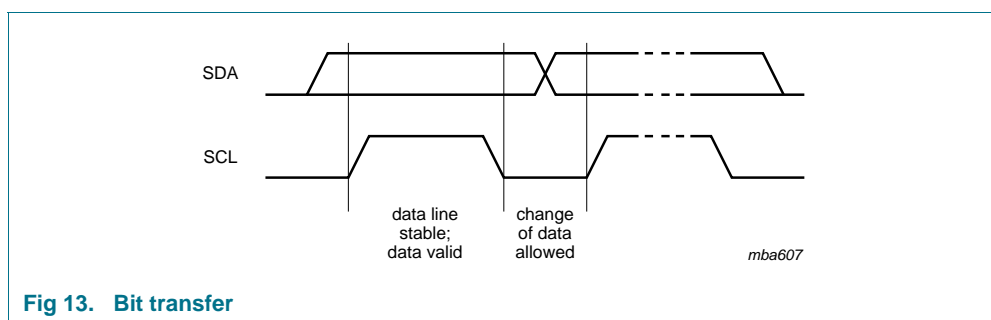 SDA
SCL
data line
stable;
data valid
change
of data
allowed
mba607
Fig 13. Bit transfer